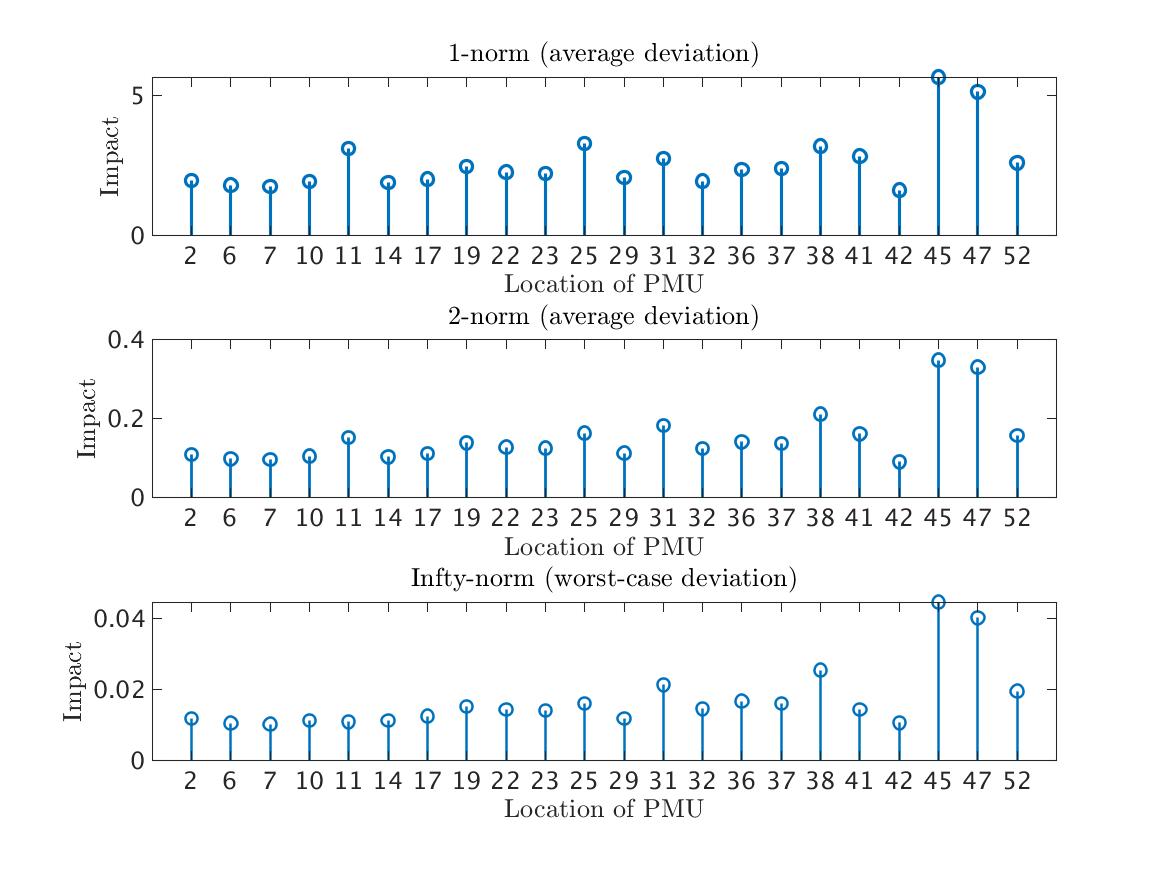 1-norm (average deviation)
5
0
Impact
2 6 7 10 11 14 17 19 22 23 25 29 31 32 36 37 38 41 42 45 47 52
Location of PMU
2-norm (average deviation)
0.4
0.2
0
Impact
2 6 7 10 11 14 17 19 22 23 25 29 31 32 36 37 38 41 42 45 47 52
Location of PMU
Infty-norm (worst-case deviation)
0.04
0.02
0
Impact
2 6 7 10 11 14 17 19 22 23 25 29 31 32 36 37 38 41 42 45 47 52
Location of PMU